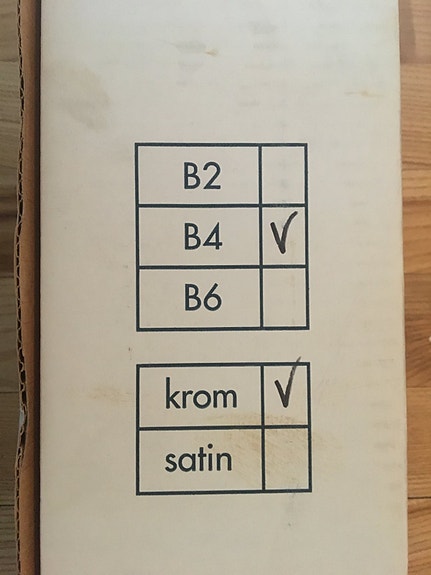 B2
B4 √
B6
krom √
satin